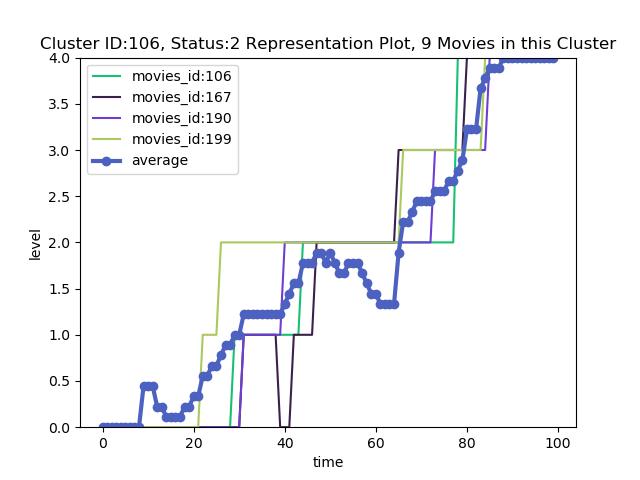 Cluster ID:106, Status:2 Representation Plot, 9 Movies in this Cluster
4.0
3.5
3.0
2.5
2.0
1.5
1.0
0.5
0.0
level
movies_id:106
movies_id:167
movies_id:190
movies_id:199
average
0 20 40 60 80 100
time